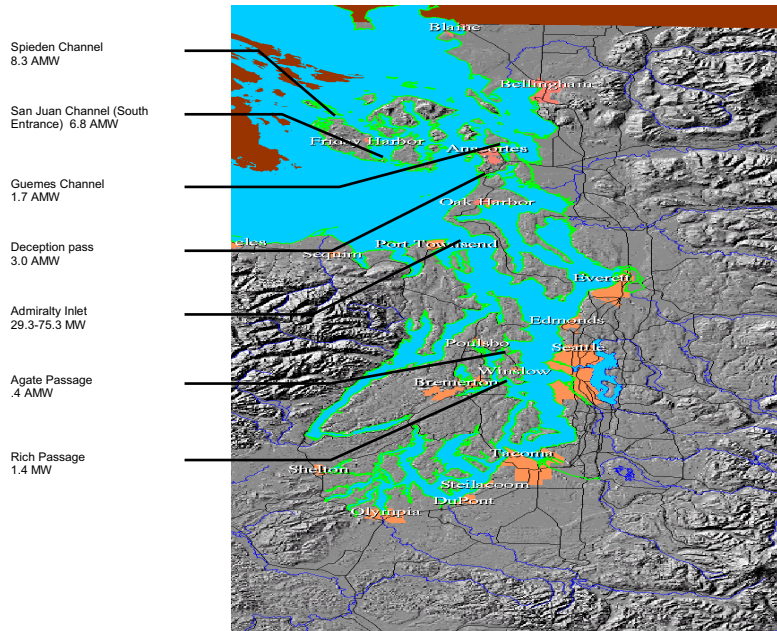 Spieden Channel
8.3 AMW
San Juan Channel (South
Entrance) 6.8 AMW
Guemes Channel
1.7 AMW
Deception pass
3.0 AMW
Admiralty Inlet
29.3-75.3 MW
Agate Passage
.4 AMW
Rich Passage
1.4 MW
Blaine
Bellingham
Friday Harbor
Anacortes
Oak Harbor
eles
Port Townsend
Sequim
Everett
Edmonds
Poulsbo
Seattle
Winslow
Bremerton
Tacoma
Shelton
Steilacoom
DuPont
Olympia